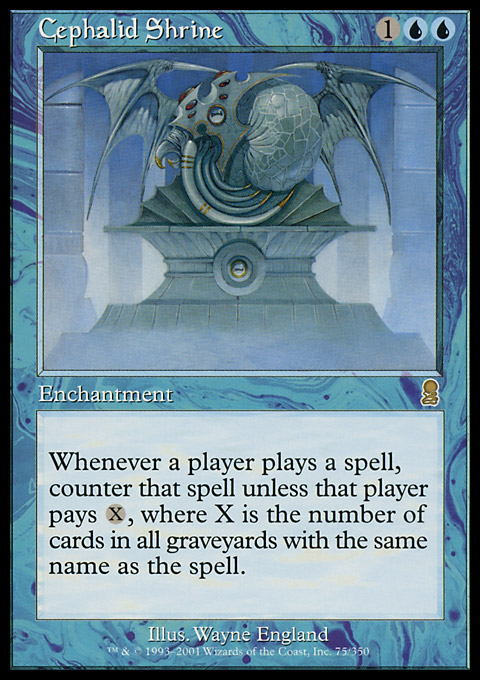 Cephalid Shrine 1
Enchantment
Whenever a player plays a spell,
counter that spell unless that player
pays X, where X is the number of
cards in all graveyards with the same
name as the spell.
Illus. Wayne England
™ & © 1993-2001 Wizards of the Coast, Inc. 75/350